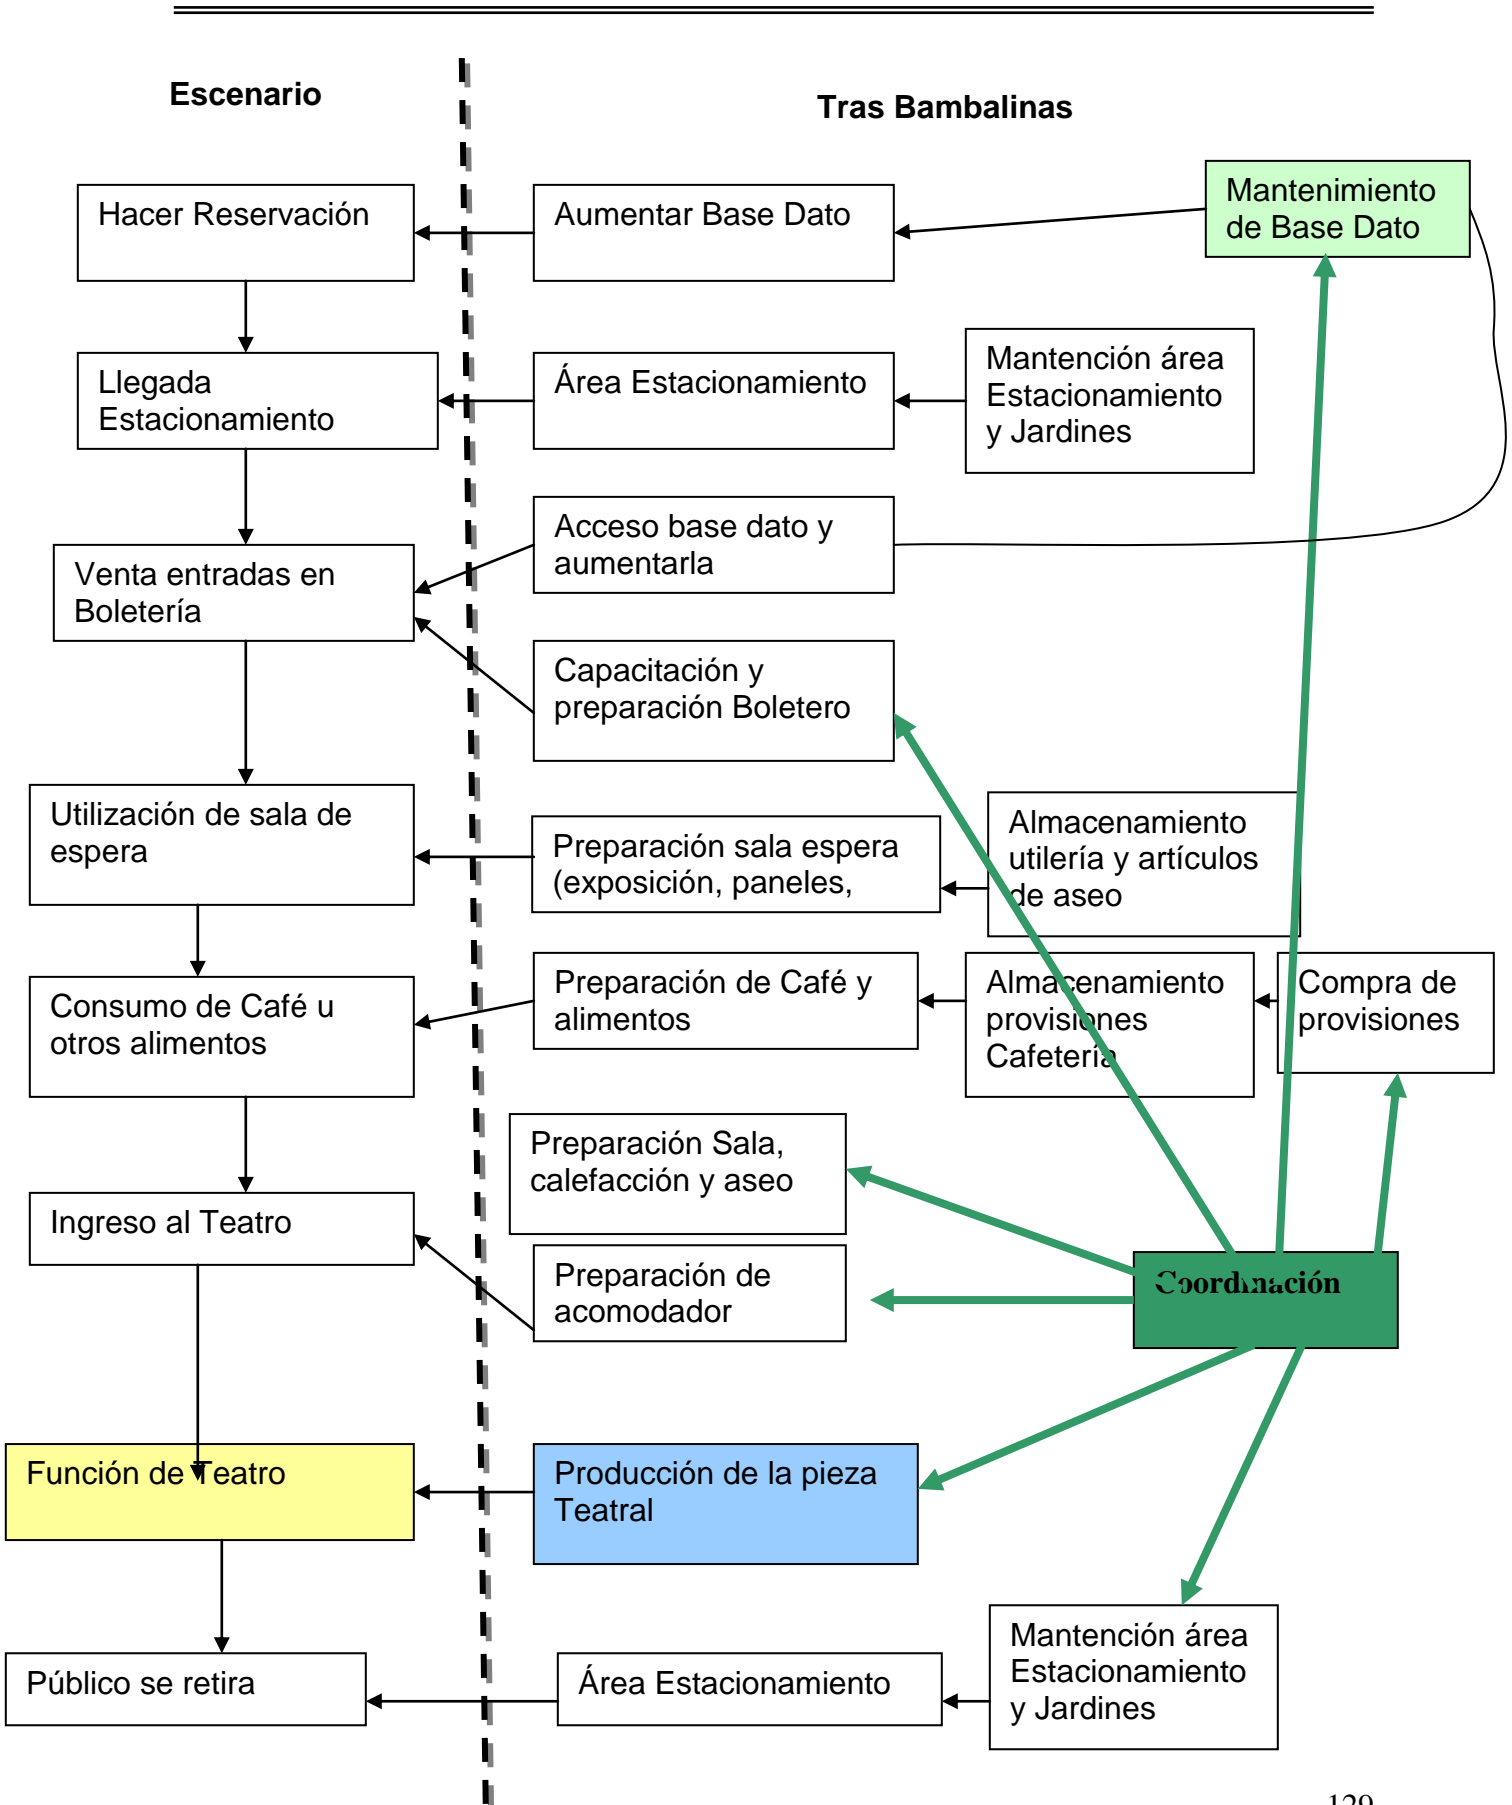 Escenario
Tras Bambalinas
Hacer Reservación
Aumentar Base Dato
Mantenimiento
de Base Dato
Llegada
Estacionamiento
Área Estacionamiento
Mantención área
Estacionamiento
y Jardines
Venta entradas en
Boletería
Acceso base dato y
aumentarla
Capacitación y
preparación Boletero
Utilización de sala de
espera
Preparación sala espera
(exposición, paneles,
Almacenamiento
utilería y artículos
de aseo
Consumo de Café u
otros alimentos
Preparación de Café y
alimentos
Almacenamiento
provisiones
Cafetería
Compra de
provisiones
Preparación Sala,
calefacción y aseo
Ingreso al Teatro
Preparación de
acomodador
Coordinación
Función de Teatro
Producción de la pieza
Teatral
Público se retira
Área Estacionamiento
Mantención área
Estacionamiento
y Jardines
129